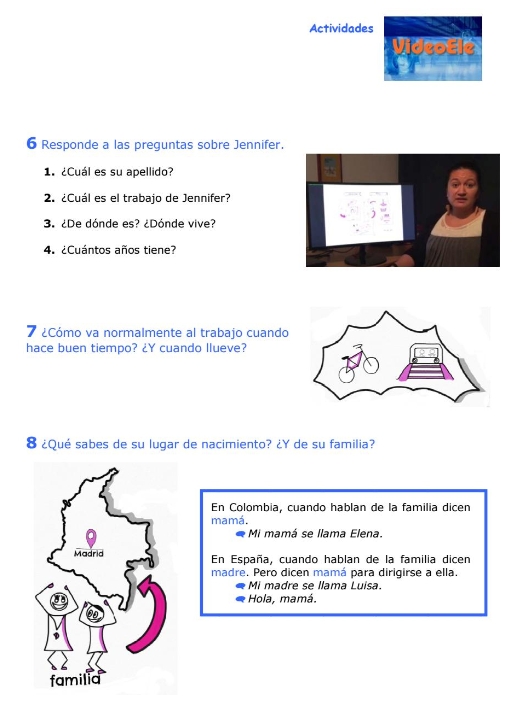 Actividades
VideoEle
6 Responde a las preguntas sobre Jennifer.
1. ¿Cuál es su apellido?
2. ¿Cuál es el trabajo de Jennifer?
3. ¿De dónde es? ¿Dónde vive?
4. ¿Cuántos años tiene?
7 ¿Cómo va normalmente al trabajo cuando
hace buen tiempo? ¿Y cuando llueve?
8 ¿Qué sabes de su lugar de nacimiento? ¿Y de su familia?
Madrid
familia
En Colombia, cuando hablan de la familia dicen
mamá.
Mi mamá se llama Elena.
En España, cuando hablan de la familia dicen
madre. Pero dicen mamá para dirigirse a ella.
Mi madre se llama Luisa.
Hola, mamá.